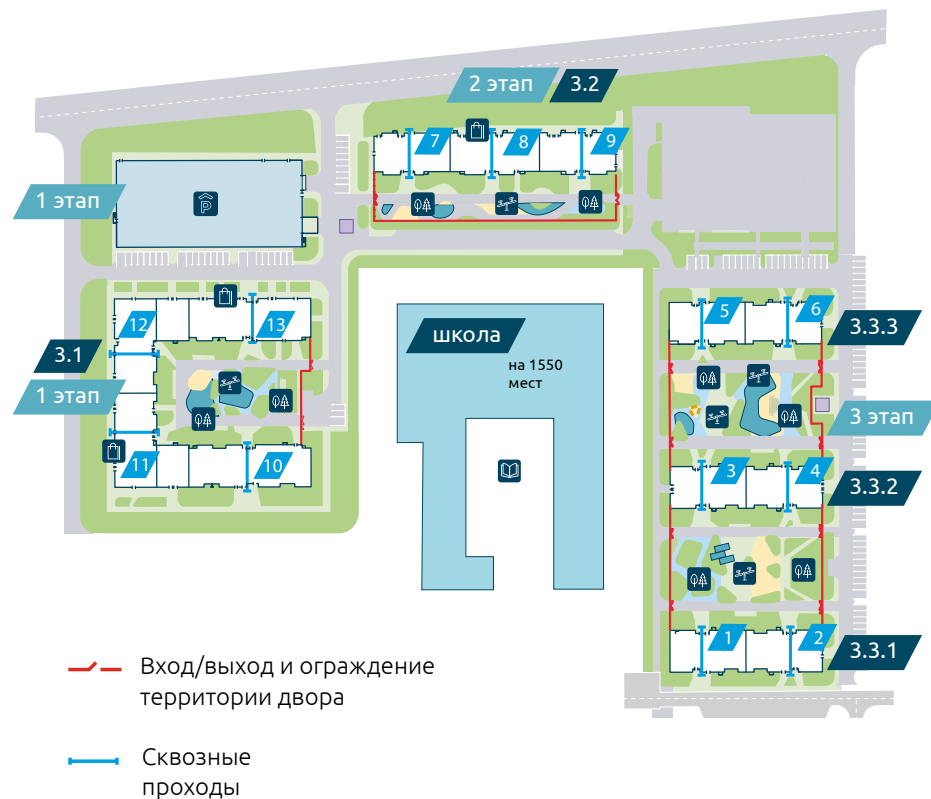 2 этап
3.2
7
8
9
1 этап
P
12
13
5
6
3.1
школа
3.3.3
на 1550
мест
1 этап
3 этап
11
10
3
4
3.3.2
1
2
3.3.1
Вход/выход и ограждение
территории двора
Сквозные
проходы